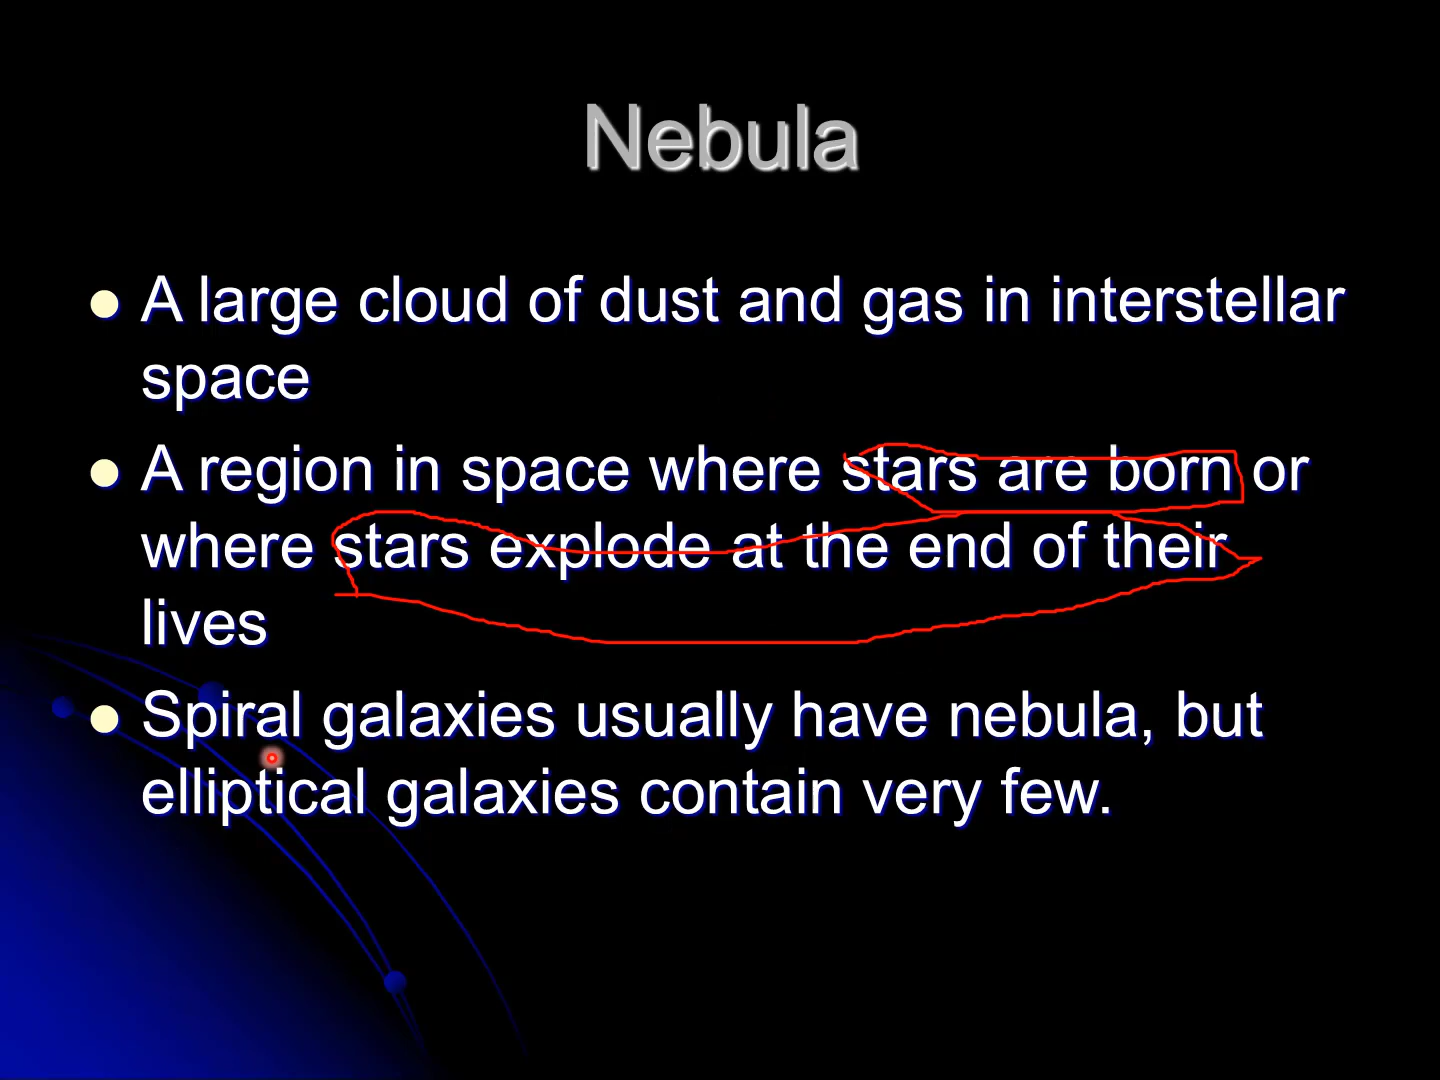 Nebula
A large cloud of dust and gas in interstellar
space
A region in space where stars are born or
where stars explode at the end of their
lives
Spiral galaxies usually have nebula, but
elliptical galaxies contain very few.